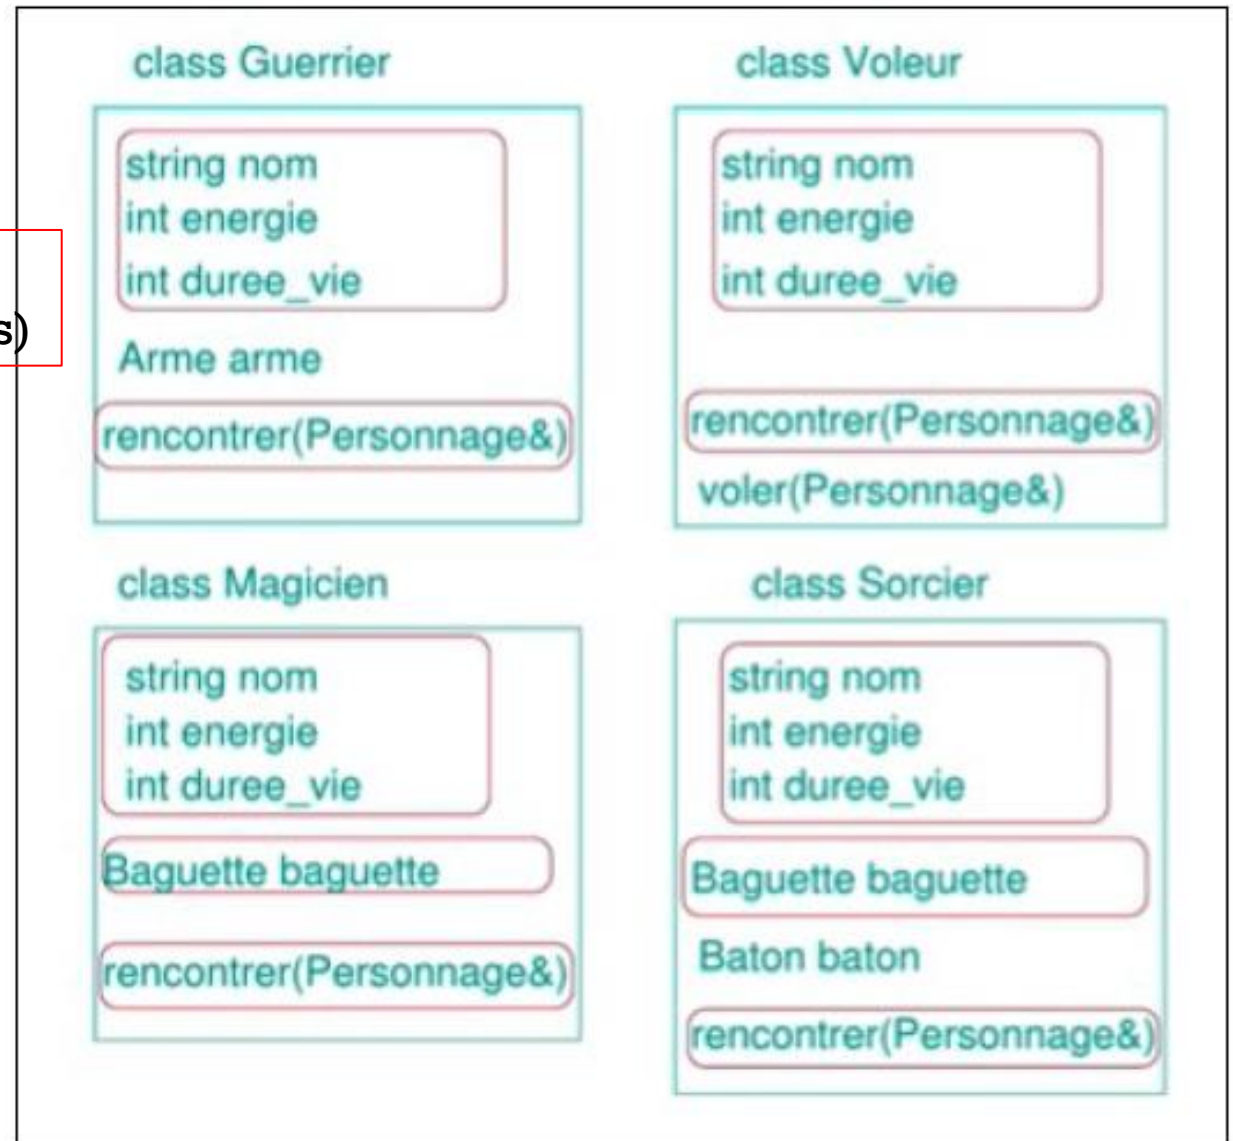 class Guerrier
string nom
int energie
int duree_vie
Arme arme
rencontrer(Personnage&)
class Voleur
string nom
int energie
int duree_vie
rencontrer(Personnage&)
voler(Personnage&)
s)
class Magicien
string nom
int energie
int duree_vie
Baguette baguette
rencontrer(Personnage&)
class Sorcier
string nom
int energie
int duree_vie
Baguette baguette
Baton baton
rencontrer(Personnage&)